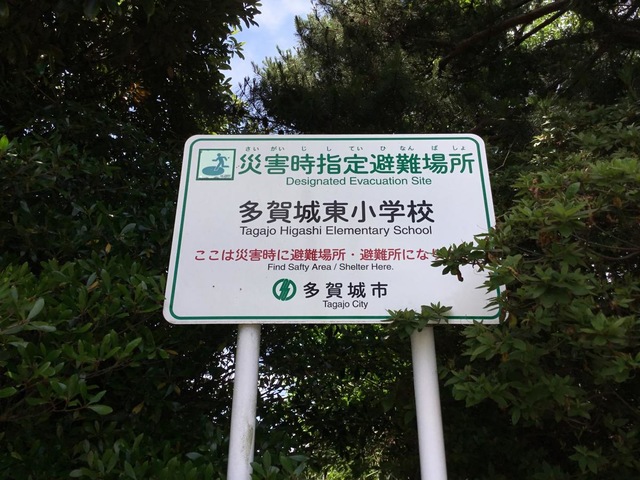 さいがいじしていひなんばしょ
災害時指定避難場所
Designated Evacuation Site
多賀城東小学校
Tagajo Higashi Elementary School
ここは災害時に避難場所・避難所にな
Find Safty Area / Shelter Here.
多賀城市
Tagajo City